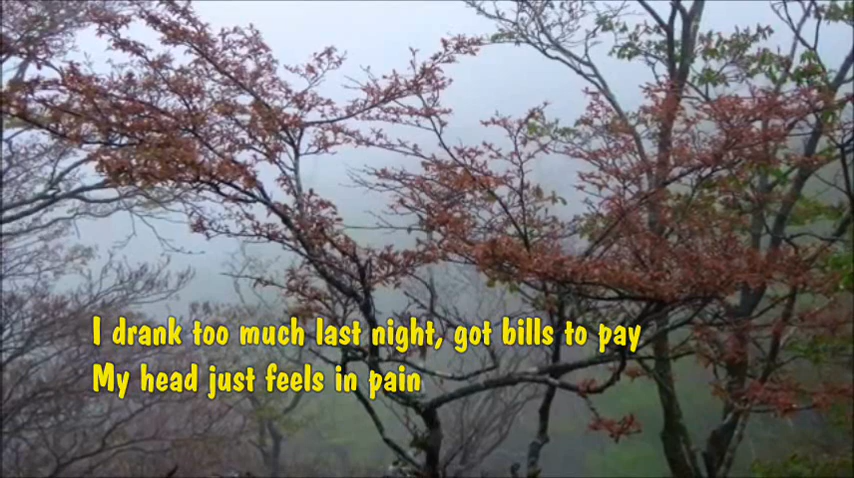 I drank too much last night, got bills to pay
My head just feels in pain